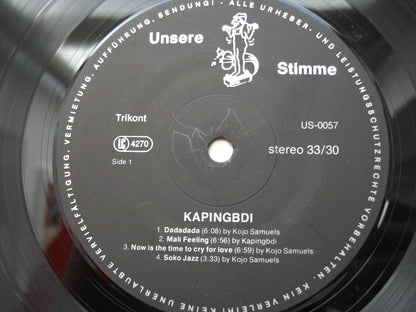 Unsere
Stimme
Trikont
US-0057
LC 4270
stereo 33/30
Side 1
KAPINGBDI
1. Dadadada (6:08) by Kojo Samuels
2. Mali Feeling (6:56) by Kapingbdi
3. Now is the time to cry for love (6:59) by Kojo Samuels
4. Soko Jazz (3:33) by Kojo Samuels
ALLE URHEBER- UND LEISTUNGSSCHUTZRECHTE VORBEHALTEN. KEIN VERLEIH! KEINE UNERLAUBTE VERVIELFÄLTIGUNG, VERMIETUNG, AUFFÜHRUNG, SENDUNG! ·